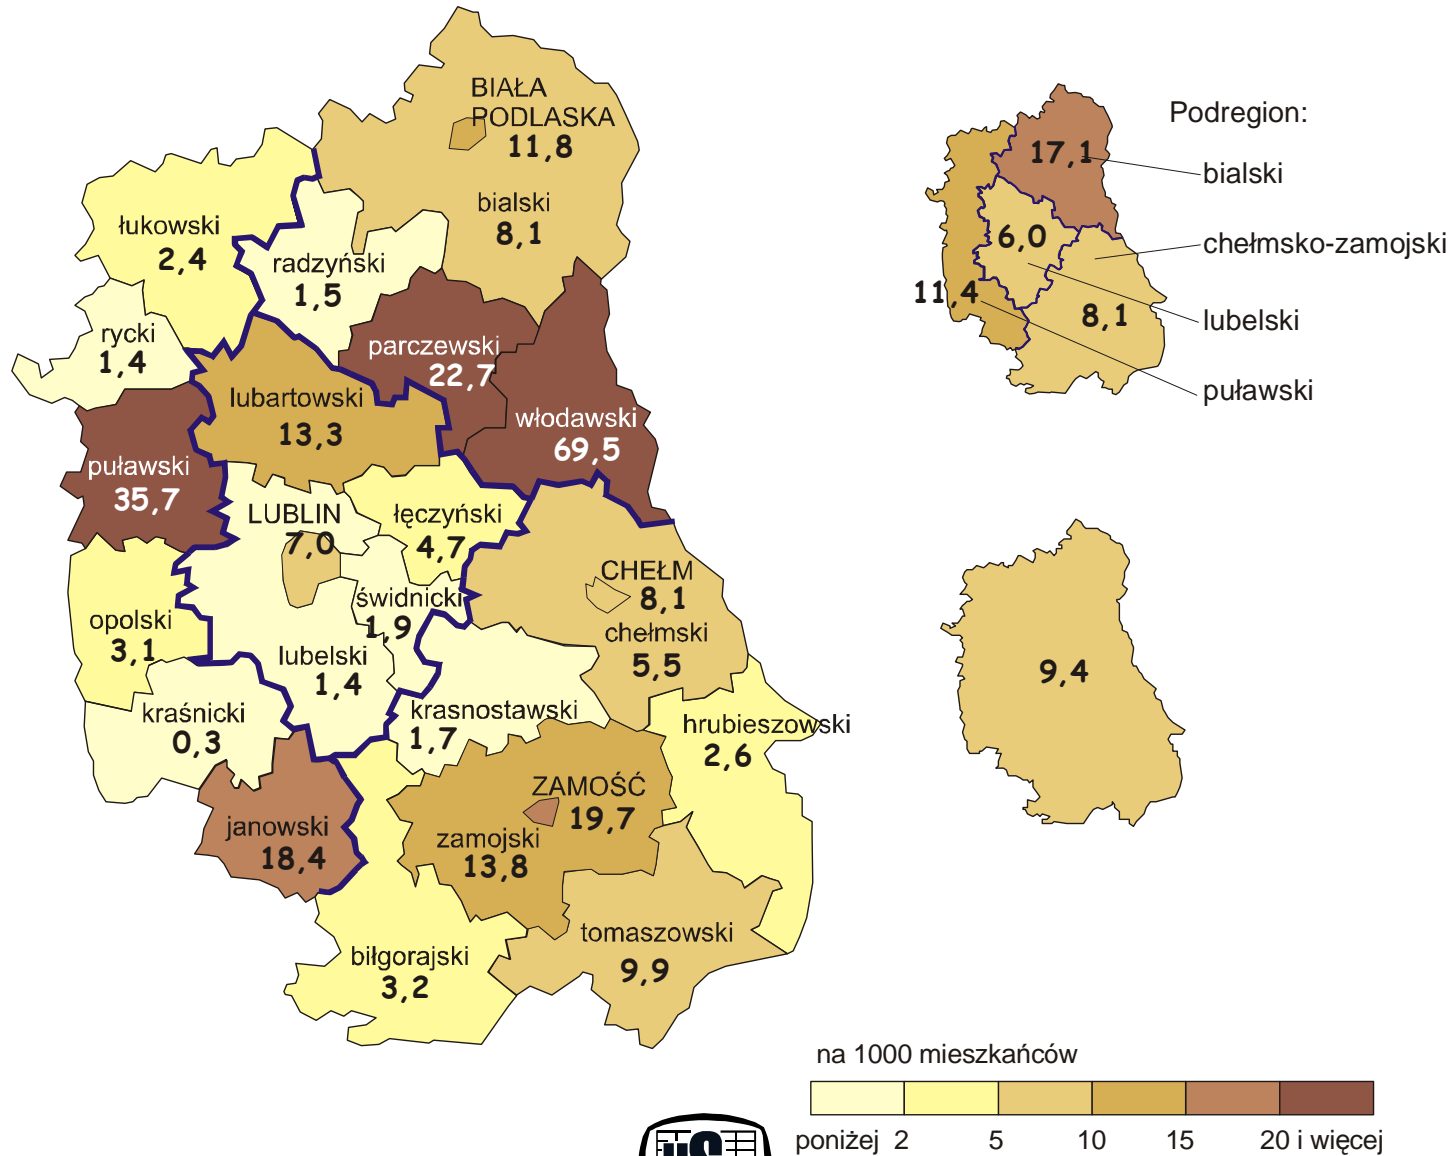 BIAŁA
PODLASKA
11,8
bialski
8,1
łukowski
2,4
radzyński
1,5
rycki
1,4
parczewski
22,7
lubartowski
13,3
włodawski
69,5
puławski
35,7
LUBLIN
7,0
łęczyński
4,7
CHEŁM
8,1
świdnicki
1,9
opolski
3,1
chełmski
5,5
lubelski
1,4
kraśnicki
0,3
krasnostawski
1,7
hrubieszowski
2,6
ZAMOŚĆ
19,7
janowski
18,4
zamojski
13,8
tomaszowski
9,9
biłgorajski
3,2
Podregion:
17,1
bialski
6,0
chełmsko-zamojski
11,4
8,1
lubelski
puławski
9,4
na 1000 mieszkańców
poniżej 2 5 10 15 20 i więcej